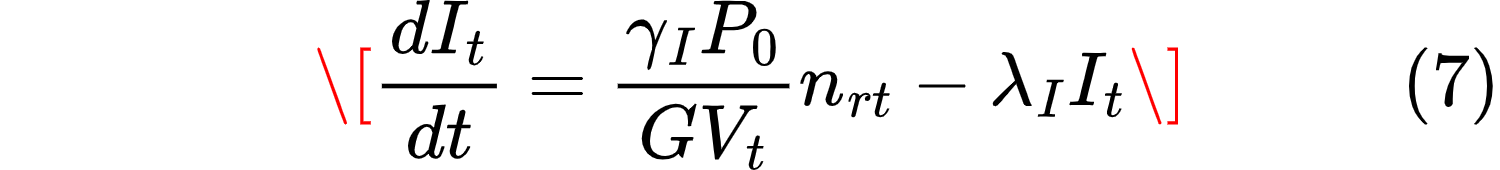 \[ \frac{dI_t}{dt} = \frac{\gamma_I P_0}{G V_t} n_{rt} - \lambda_I I_t \] (7)